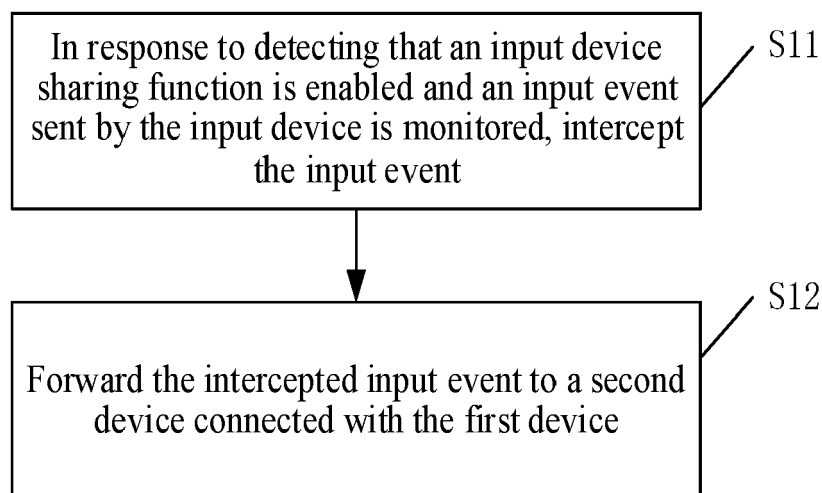 In response to detecting that an input device
sharing function is enabled and an input event
sent by the input device is monitored, intercept
the input event
S11
Forward the intercepted input event to a second
device connected with the first device
S12